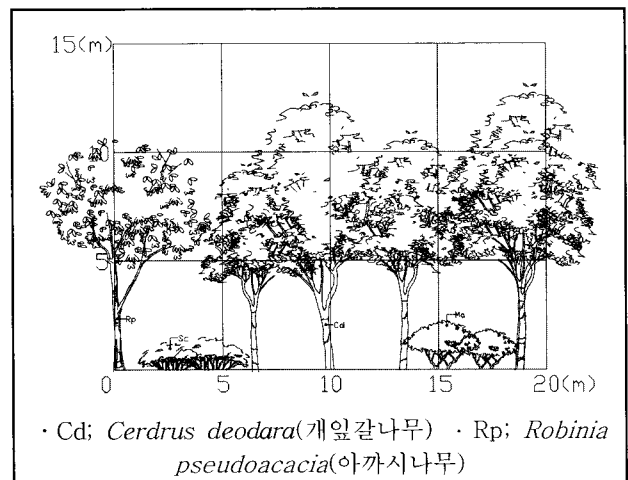 15(m)
0
5
Rp
Sc
Cd
Ma
0 5 10 15 20(m)
· Cd; Cerdrus deodara(개잎갈나무) · Rp; Robinia
pseudoacacia(아까시나무)